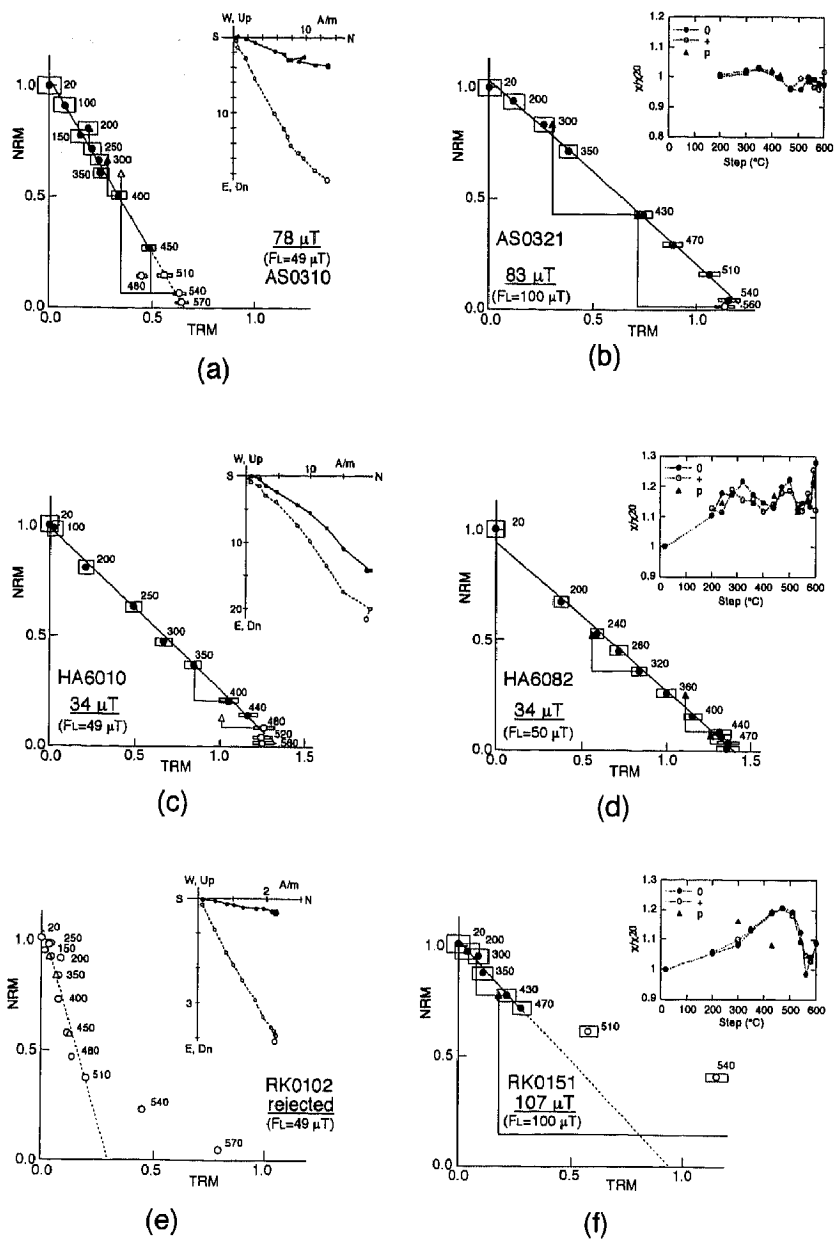 W, Up
A/m
S
10
N
10
E, Dn
1.0
0.5
0.0
NRM
20
100
200
150
250
300
350
400
450
510
480
540
570
78 µT
(FL=49 µT)
AS0310
0.0
0.5
1.0
TRM
(a)
1.2
1.1
1.0
0.9
0.8
χ/χ20
0
+
p
0 100 200 300 400 500 600
Step (°C)
1.0
0.5
0.0
NRM
20
200
300
350
430
470
510
540
560
AS0321
83 µT
(FL=100 µT)
0.0
0.5
1.0
TRM
(b)
W, Up
A/m
S
10
N
10
20
E, Dn
1.0
0.5
0.0
NRM
20
100
200
250
300
350
400
440
480
520
560
HA6010
34 µT
(FL=49 µT)
0.0
0.5
1.0
1.5
TRM
(c)
1.3
1.2
1.1
1
0.9
χ/χ20
0
+
p
0 100 200 300 400 500 600
Step (°C)
1.0
0.5
0.0
NRM
20
200
240
260
320
360
400
440
470
HA6082
34 µT
(FL=50 µT)
0.0
0.5
1.0
1.5
TRM
(d)
W, Up
A/m
S
2
N
3
E, Dn
1.0
0.5
0.0
NRM
20
250
150
200
350
400
450
480
510
540
570
RK0102
rejected
(FL=49 µT)
0.0
0.5
1.0
TRM
(e)
1.3
1.2
1.1
1
0.9
χ/χ20
0
+
p
0 100 200 300 400 500 600
Step (°C)
1.0
0.5
0.0
NRM
20
200
300
350
430
470
510
540
RK0151
107 µT
(FL=100 µT)
0.0
0.5
1.0
TRM
(f)